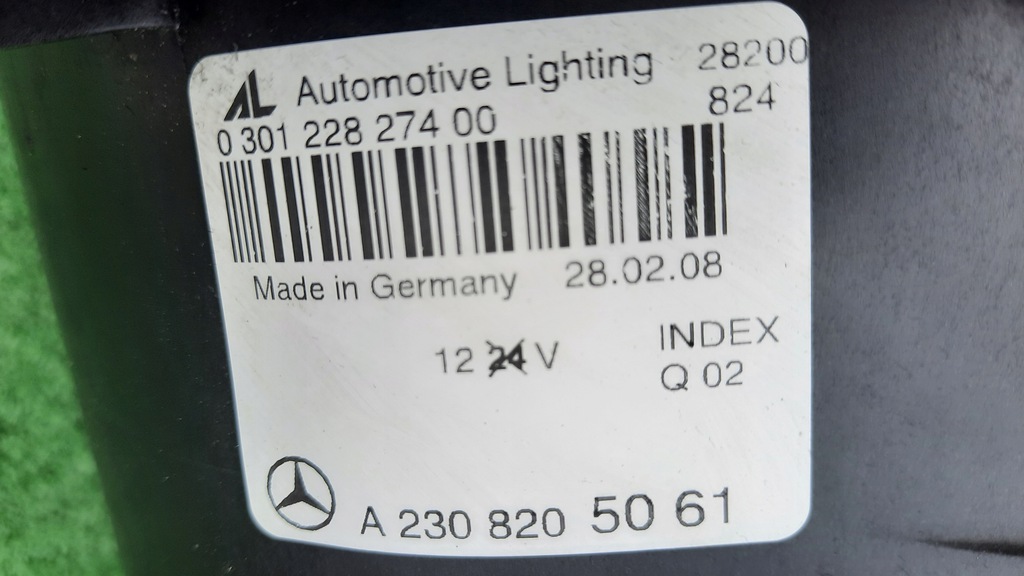 AL Automotive Lighting 28200
0 301 228 274 00 824
Made in Germany 28.02.08
12 24 V INDEX
Q 02
A 230 820 50 61